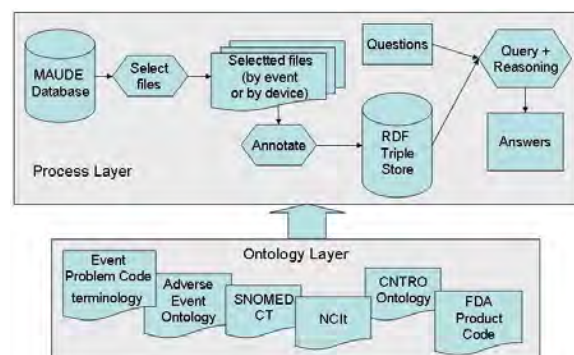 MAUDE
Database
Select
files
Selectted files
(by event
or by device)
Questions
Query +
Reasoning
Annotate
RDF
Triple
Store
Answers
Process Layer
Ontology Layer
Event
Problem Code
terminology
Adverse
Event
Ontology
SNOMED
CT
NCIt
CNTRO
Ontology
FDA
Product
Code